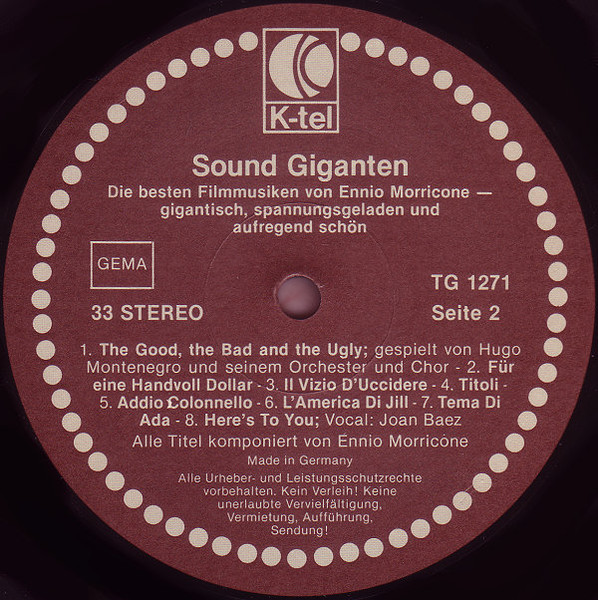 K-tel
Sound Giganten
Die besten Filmmusiken von Ennio Morricone —
gigantisch, spannungsgeladen und
aufregend schön
GEMA
TG 1271
33 STEREO
Seite 2
1. The Good, the Bad and the Ugly; gespielt von Hugo
Montenegro und seinem Orchester und Chor - 2. Für
eine Handvoll Dollar - 3. Il Vizio D'Uccidere - 4. Titoli -
5. Addio Colonnello - 6. L'America Di Jill - 7. Tema Di
Ada - 8. Here's To You; Vocal: Joan Baez
Alle Titel komponiert von Ennio Morricone
Made in Germany
Alle Urheber- und Leistungsschutzrechte
vorbehalten. Kein Verleih! Keine
unerlaubte Vervielfältigung,
Vermietung, Aufführung,
Sendung!